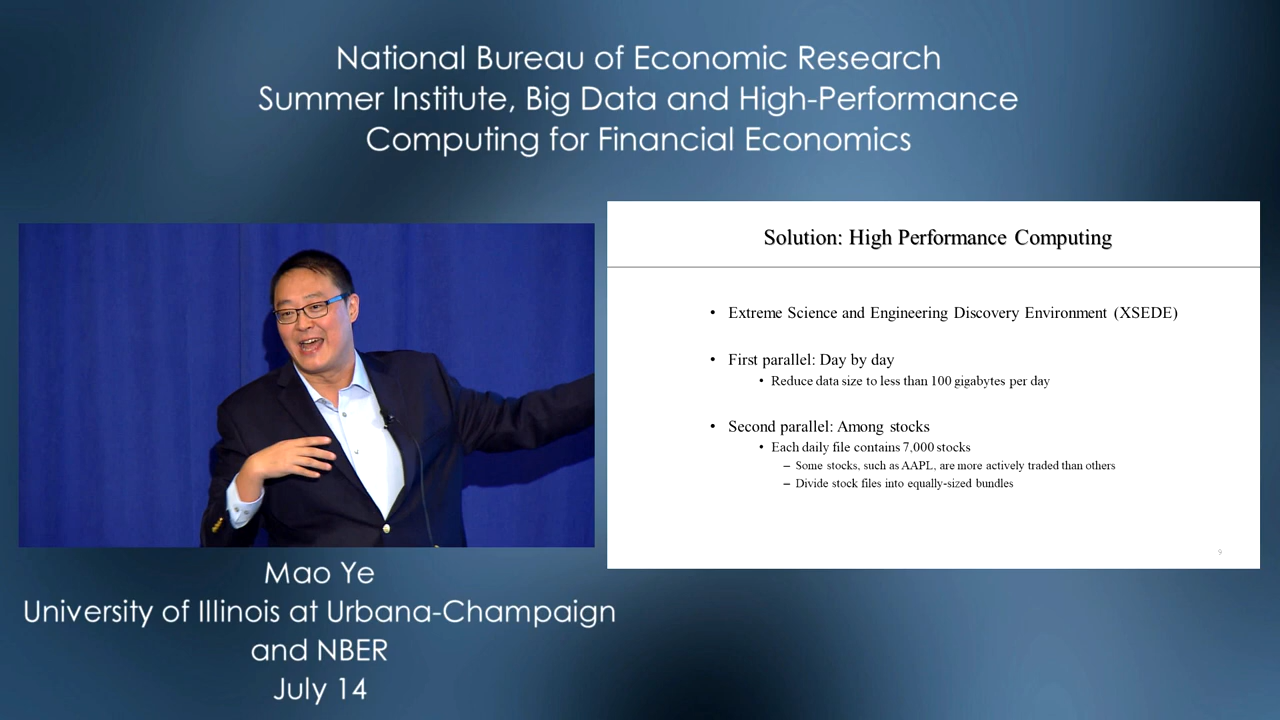 National Bureau of Economic Research
Summer Institute, Big Data and High-Performance
Computing for Financial Economics
Solution: High Performance Computing
• Extreme Science and Engineering Discovery Environment (XSEDE)
• First parallel: Day by day
• Reduce data size to less than 100 gigabytes per day
• Second parallel: Among stocks
• Each daily file contains 7,000 stocks
– Some stocks, such as AAPL, are more actively traded than others
– Divide stock files into equally-sized bundles
9
Mao Ye
University of Illinois at Urbana-Champaign
and NBER
July 14